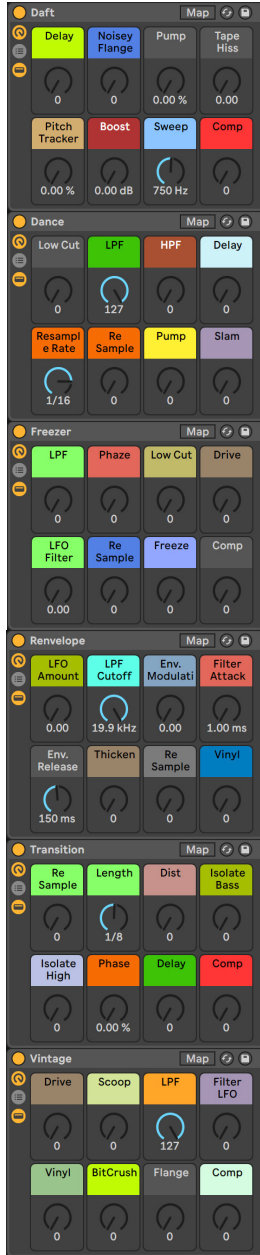 Daft Map
Delay Noisey Flange Pump Tape Hiss
0 0 0.00 % 0.00
Pitch Tracker Boost Sweep Comp
0.00 % 0.00 dB 750 Hz 0
Dance Map
Low Cut LPF HPF Delay
0 127 0 0
Resampl e Rate Re Sample Pump Slam
1/16 0 0 0
Freezer Map
LPF Phaze Low Cut Drive
0 0 0 0
LFO Filter Re Sample Freeze Comp
0.00 0 0 0
Renvelope Map
LFO Amount LPF Cutoff Env. Modulati Filter Attack
0.00 19.9 kHz 0.00 1.00 ms
Env. Release Thicken Re Sample Vinyl
150 ms 0 0 0
Transition Map
Re Sample Length Dist Isolate Bass
0 1/8 0 0
Isolate High Phase Delay Comp
0 0.00 % 0 0
Vintage Map
Drive Scoop LPF Filter LFO
0 0 127 0
Vinyl BitCrush Flange Comp
0 0 0 0